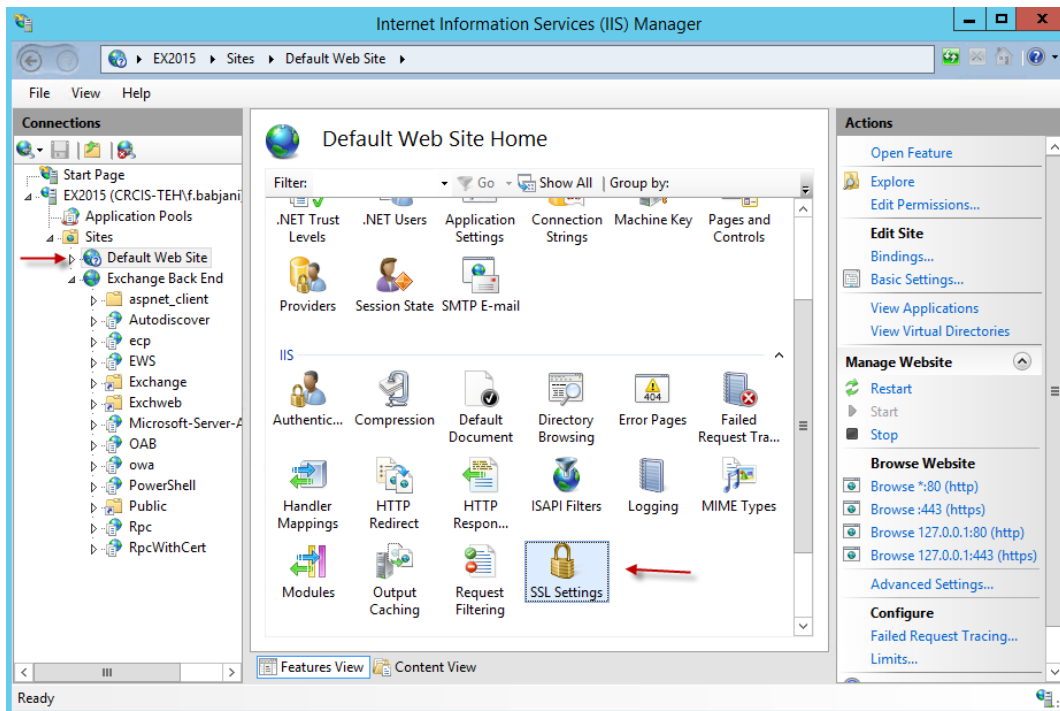 Internet Information Services (IIS) Manager
EX2015 Sites Default Web Site
File View Help
Connections
Start Page
EX2015 (CRCIS-TEH\f.babjani
Application Pools
Sites
Default Web Site
Exchange Back End
aspnet_client
Autodiscover
ecp
EWS
Exchange
Exchweb
Microsoft-Server-A
OAB
owa
PowerShell
Public
Rpc
RpcWithCert
Default Web Site Home
Filter: Go Show All Group by:
.NET Trust Levels
.NET Users
Application Settings
Connection Strings
Machine Key
Pages and Controls
Providers
Session State
SMTP E-mail
IIS
Authentic...
Compression
Default Document
Directory Browsing
Error Pages
404
Failed Request Tra...
Handler Mappings
HTTP Redirect
HTTP Respon...
ISAPI Filters
Logging
MIME Types
Modules
Output Caching
Request Filtering
SSL Settings
Features View Content View
Actions
Open Feature
Explore
Edit Permissions...
Edit Site
Bindings...
Basic Settings...
View Applications
View Virtual Directories
Manage Website
Restart
Start
Stop
Browse Website
Browse *:80 (http)
Browse :443 (https)
Browse 127.0.0.1:80 (http)
Browse 127.0.0.1:443 (https)
Advanced Settings...
Configure
Failed Request Tracing...
Limits...
Ready